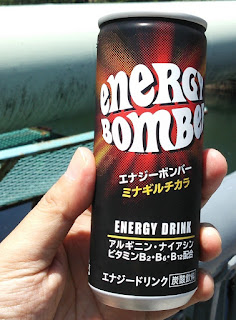 ENERGY
BOMBER
エナジーボンバー
ミナギルチカラ
ENERGY DRINK
アルギニン・ナイアシン
ビタミンB2・B6・B12配合
エナジードリンク 炭酸飲料